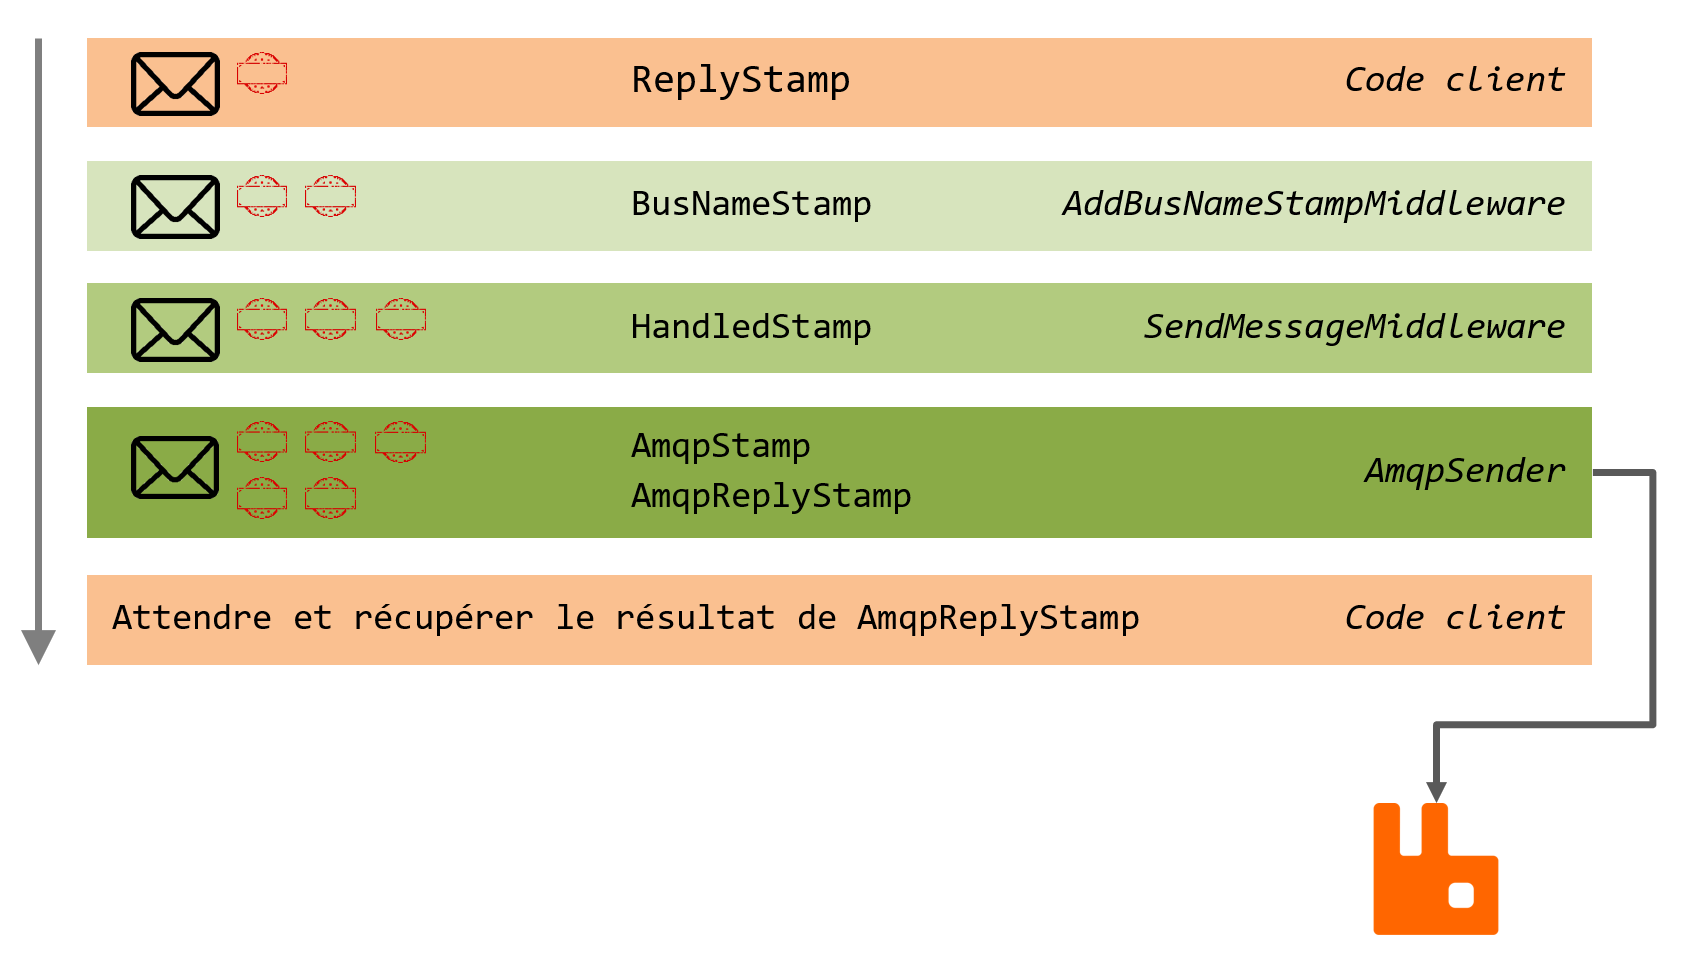 ReplyStamp Code client
BusNameStamp AddBusNameStampMiddleware
HandledStamp SendMessageMiddleware
AmqpStamp
AmqpReplyStamp
AmqpSender
Attendre et récupérer le résultat de AmqpReplyStamp Code client